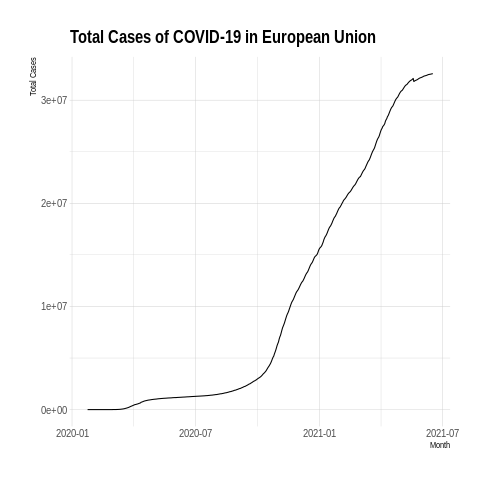 Total Cases of COVID-19 in European Union
Total Cases
3e+07
2e+07
1e+07
0e+00
2020-01 2020-07 2021-01 2021-07
Month